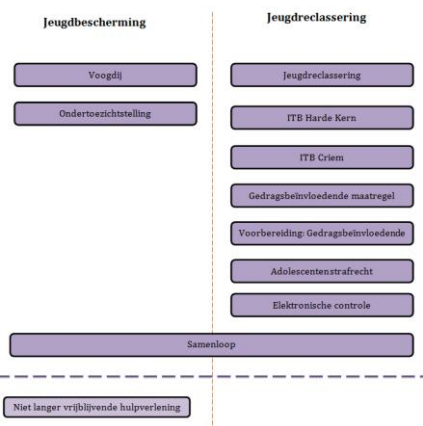 Jeugdbescherming
Jeugdreclassering
Voogdij
Jeugdreclassering
Ondertoezichtstelling
ITB Harde Kern
ITB Criem
Gedragsbeïnvloedende maatregel
Voorbereiding: Gedragsbeïnvloedende
Adolescentenstrafrecht
Elektronische controle
Samenloop
Niet langer vrijblijvende hulpverlening